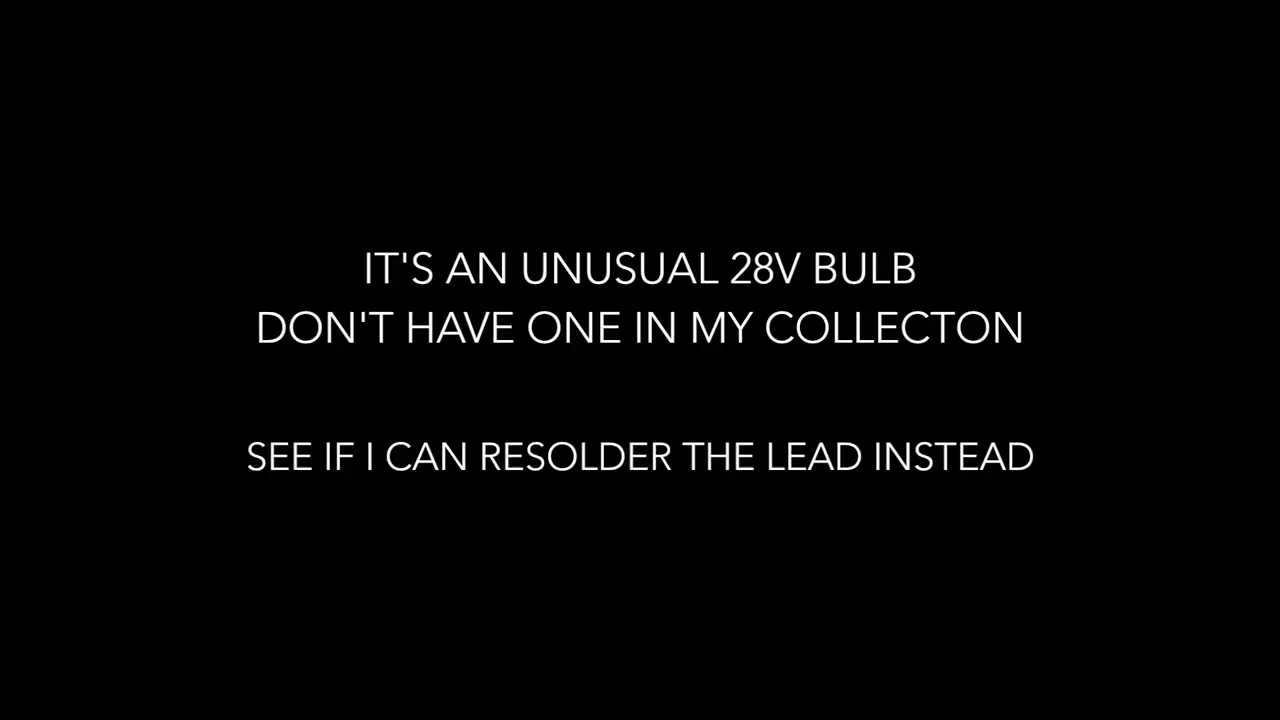 IT'S AN UNUSUAL 28V BULB
DON'T HAVE ONE IN MY COLLECTON
SEE IF I CAN RESOLDER THE LEAD INSTEAD